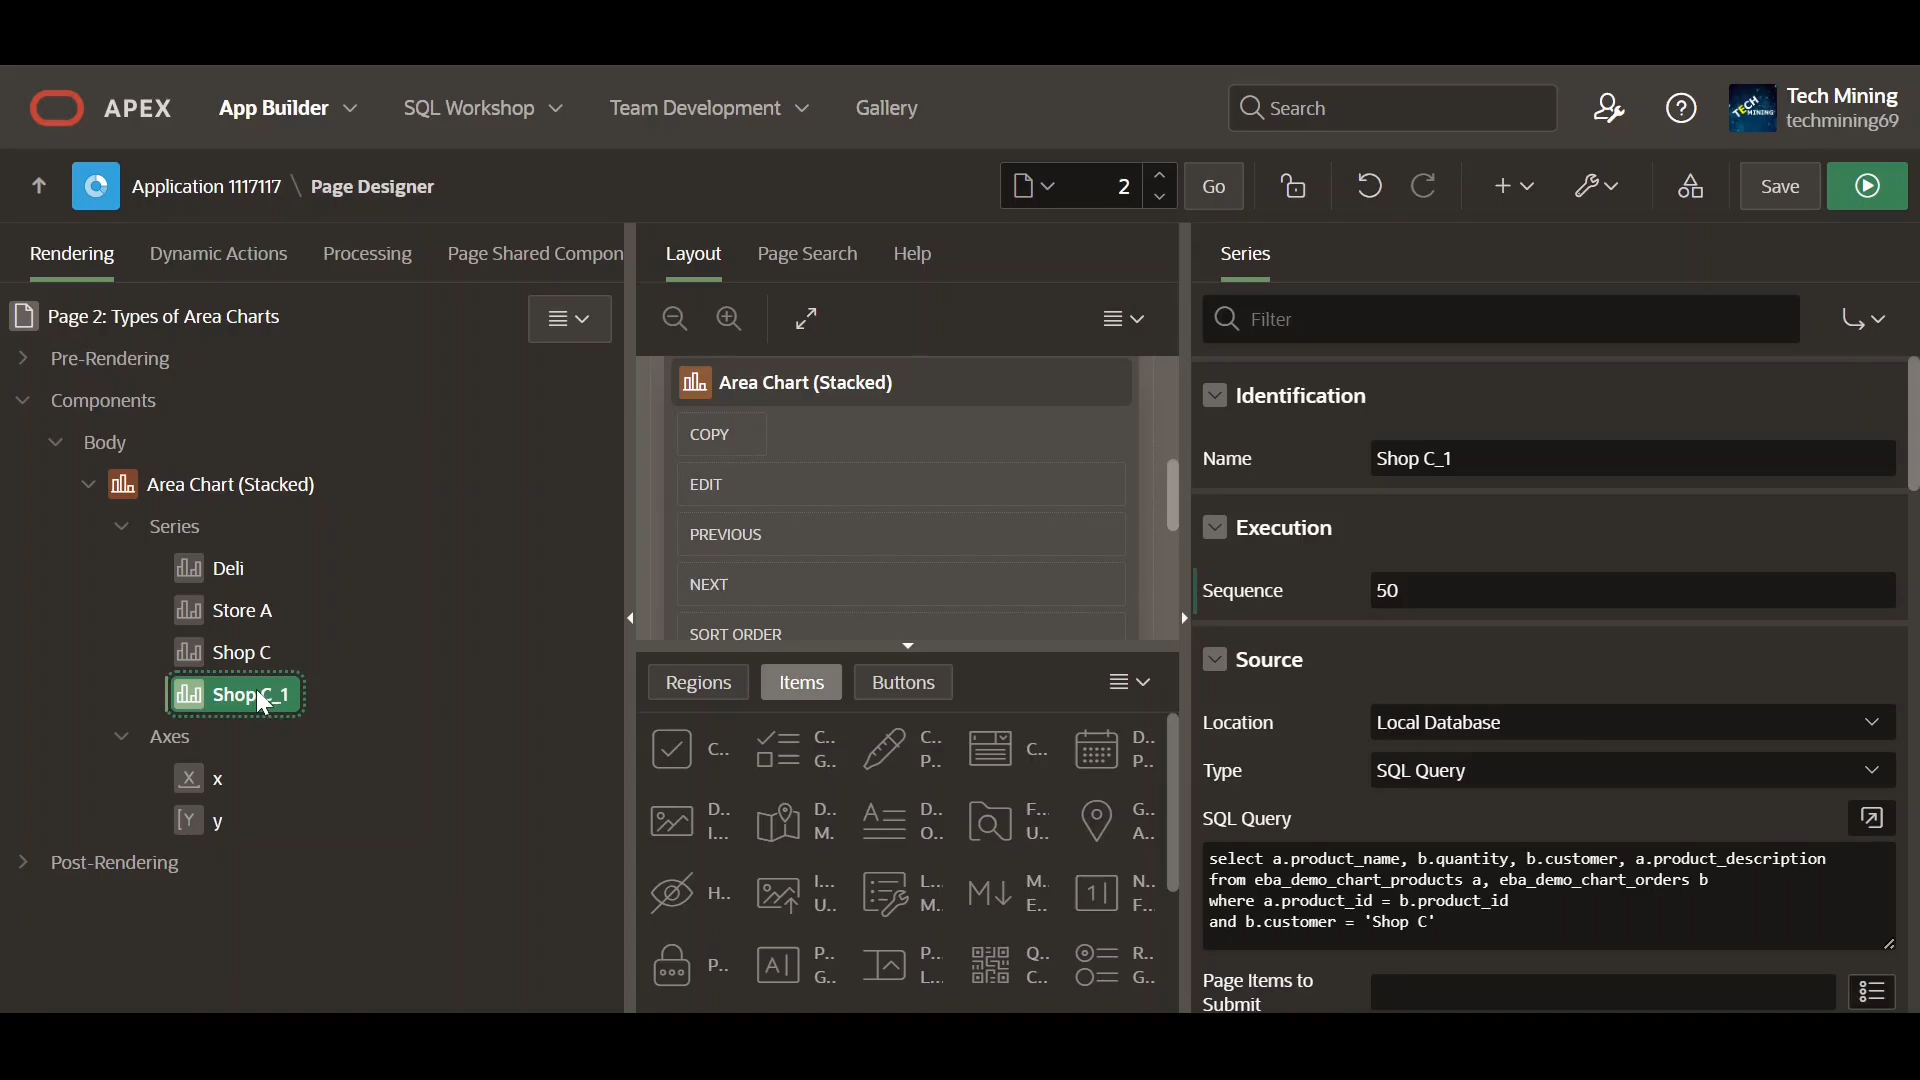 APEX
App Builder
SQL Workshop
Team Development
Gallery
Search
Tech Mining
techmining69
TECH
MINING
Application 1117117 \ Page Designer
2
Go
Save
Rendering
Dynamic Actions
Processing
Page Shared Compon
Page 2: Types of Area Charts
Pre-Rendering
Components
Body
Area Chart (Stacked)
Series
Deli
Store A
Shop C
Shop C_1
Axes
X
x
Y
y
Post-Rendering
Layout
Page Search
Help
Area Chart (Stacked)
COPY
EDIT
PREVIOUS
NEXT
SORT ORDER
Regions
Items
Buttons
C..
C..
G..
C..
P..
C..
D..
P..
D..
I...
D..
M.
D..
O..
F...
U..
G..
A..
H..
I...
U..
L...
M.
M.
E..
N..
F...
P..
P..
G..
P..
L...
Q..
C..
R..
G..
Series
Filter
Identification
Name
Shop C_1
Execution
Sequence
50
Source
Location
Local Database
Type
SQL Query
SQL Query
select a.product_name, b.quantity, b.customer, a.product_description
from eba_demo_chart_products a, eba_demo_chart_orders b
where a.product_id = b.product_id
and b.customer = 'Shop C'
Page Items to
Submit